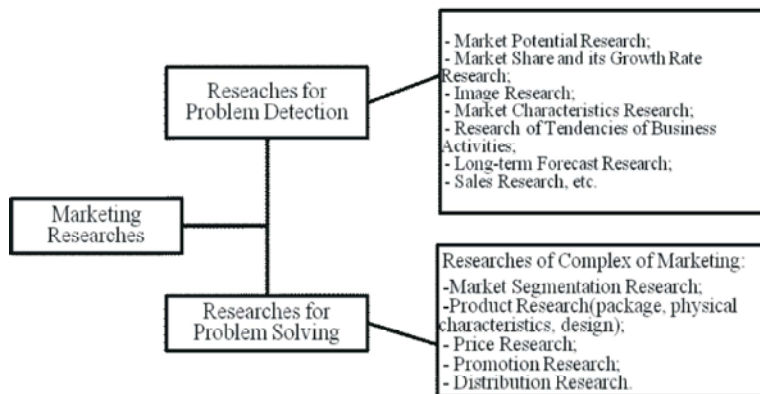 Marketing
Researches
Reseaches for
Problem Detection
- Market Potential Research;
- Market Share and its Growth Rate
Research;
- Image Research;
- Market Characteristics Research;
- Research of Tendencies of Business
Activities;
- Long-term Forecast Research;
- Sales Research, etc.
Researches for
Problem Solving
Researches of Complex of Marketing:
-Market Segmentation Research;
-Product Research(package, physical
characteristics, design);
- Price Research;
- Promotion Research;
- Distribution Research.